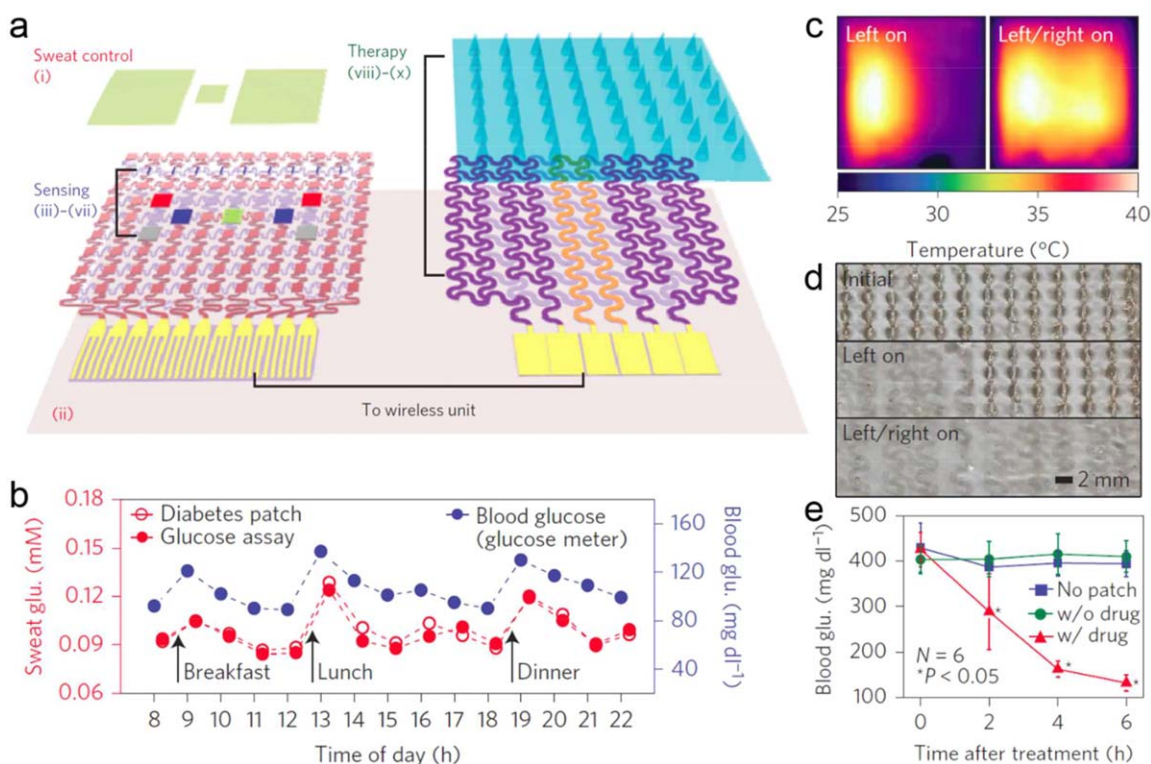 a
Sweat control
(i)
Therapy
(viii)–(x)
Sensing
(iii)–(vii)
To wireless unit
(ii)
b
Sweat glu. (mM)
0.18
0.15
0.12
0.09
0.06
Diabetes patch
Glucose assay
Blood glucose
(glucose meter)
Breakfast
Lunch
Dinner
160
120
80
40
Blood glu. (mg dl⁻¹)
8 9 10 11 12 13 14 15 16 17 18 19 20 21 22
Time of day (h)
c
Left on
Left/right on
25 30 35 40
Temperature (°C)
d
Initial
Left on
Left/right on
2 mm
e
Blood glu. (mg dl⁻¹)
500
400
300
200
100
No patch
w/o drug
w/ drug
N = 6
*P < 0.05
*
*
*
0 2 4 6
Time after treatment (h)